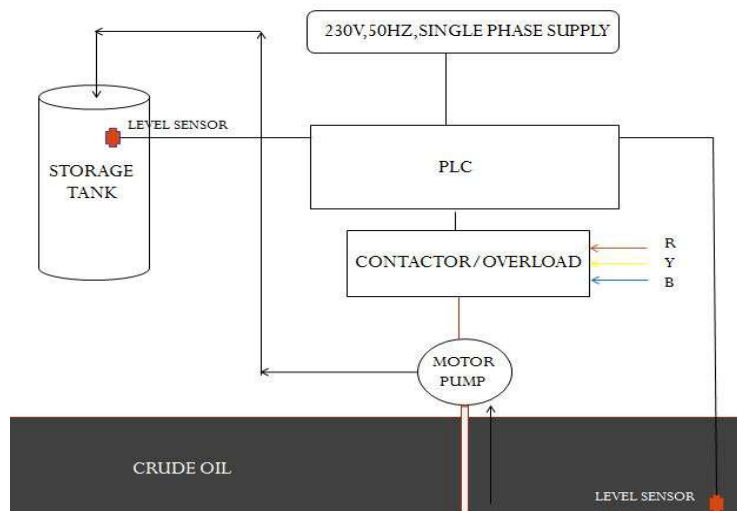 230V,50HZ,SINGLE PHASE SUPPLY
LEVEL SENSOR
STORAGE
TANK
PLC
CONTACTOR/OVERLOAD
R
Y
B
MOTOR
PUMP
CRUDE OIL
LEVEL SENSOR